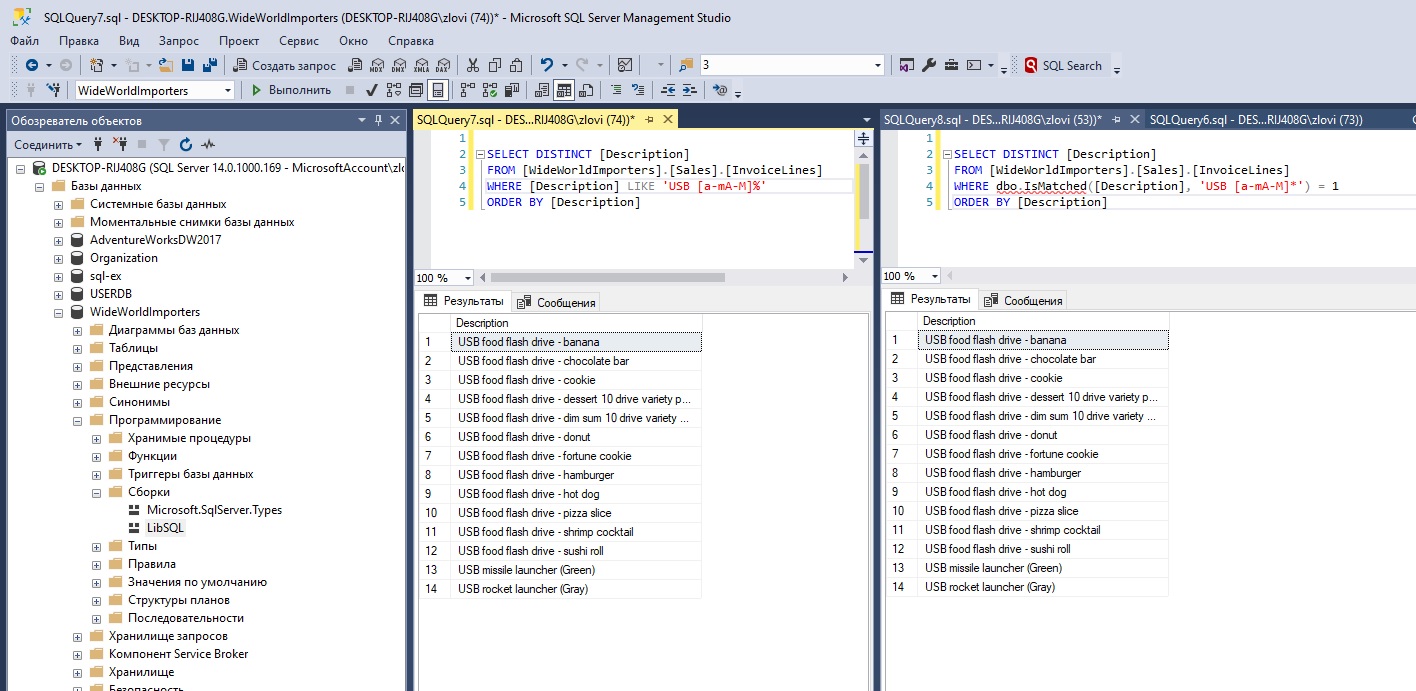 SQLQuery7.sql - DESKTOP-RIJ408G.WideWorldImporters (DESKTOP-RIJ408G\zlovi (74))* - Microsoft SQL Server Management Studio
Файл Правка Вид Запрос Проект Сервис Окно Справка
Создать запрос MDX DMX XMLA DAX 3 SQL Search
WideWorldImporters Выполнить
Обозреватель объектов
Соединить
DESKTOP-RIJ408G (SQL Server 14.0.1000.169 - MicrosoftAccount\zlo
Базы данных
Системные базы данных
Моментальные снимки базы данных
AdventureWorksDW2017
Organization
sql-ex
USERDB
WideWorldImporters
Диаграммы баз данных
Таблицы
Представления
Внешние ресурсы
Синонимы
Программирование
Хранимые процедуры
Функции
Триггеры базы данных
Сборки
Microsoft.SqlServer.Types
LibSQL
Типы
Правила
Значения по умолчанию
Структуры планов
Последовательности
Хранилище запросов
Компонент Service Broker
Хранилище
Безопасность
SQLQuery7.sql - DES...RIJ408G\zlovi (74))*
1
2 SELECT DISTINCT [Description]
3 FROM [WideWorldImporters].[Sales].[InvoiceLines]
4 WHERE [Description] LIKE 'USB [a-mA-M]%'
5 ORDER BY [Description]
100 %
Результаты Сообщения
Description
1 USB food flash drive - banana
2 USB food flash drive - chocolate bar
3 USB food flash drive - cookie
4 USB food flash drive - dessert 10 drive variety p...
5 USB food flash drive - dim sum 10 drive variety ...
6 USB food flash drive - donut
7 USB food flash drive - fortune cookie
8 USB food flash drive - hamburger
9 USB food flash drive - hot dog
10 USB food flash drive - pizza slice
11 USB food flash drive - shrimp cocktail
12 USB food flash drive - sushi roll
13 USB missile launcher (Green)
14 USB rocket launcher (Gray)
SQLQuery8.sql - DES...RIJ408G\zlovi (53))* SQLQuery6.sql - DES...RIJ408G\zlovi (73))
1
2 SELECT DISTINCT [Description]
3 FROM [WideWorldImporters].[Sales].[InvoiceLines]
4 WHERE dbo.IsMatched([Description], 'USB [a-mA-M]*') = 1
5 ORDER BY [Description]
100 %
Результаты Сообщения
Description
1 USB food flash drive - banana
2 USB food flash drive - chocolate bar
3 USB food flash drive - cookie
4 USB food flash drive - dessert 10 drive variety p...
5 USB food flash drive - dim sum 10 drive variety ...
6 USB food flash drive - donut
7 USB food flash drive - fortune cookie
8 USB food flash drive - hamburger
9 USB food flash drive - hot dog
10 USB food flash drive - pizza slice
11 USB food flash drive - shrimp cocktail
12 USB food flash drive - sushi roll
13 USB missile launcher (Green)
14 USB rocket launcher (Gray)